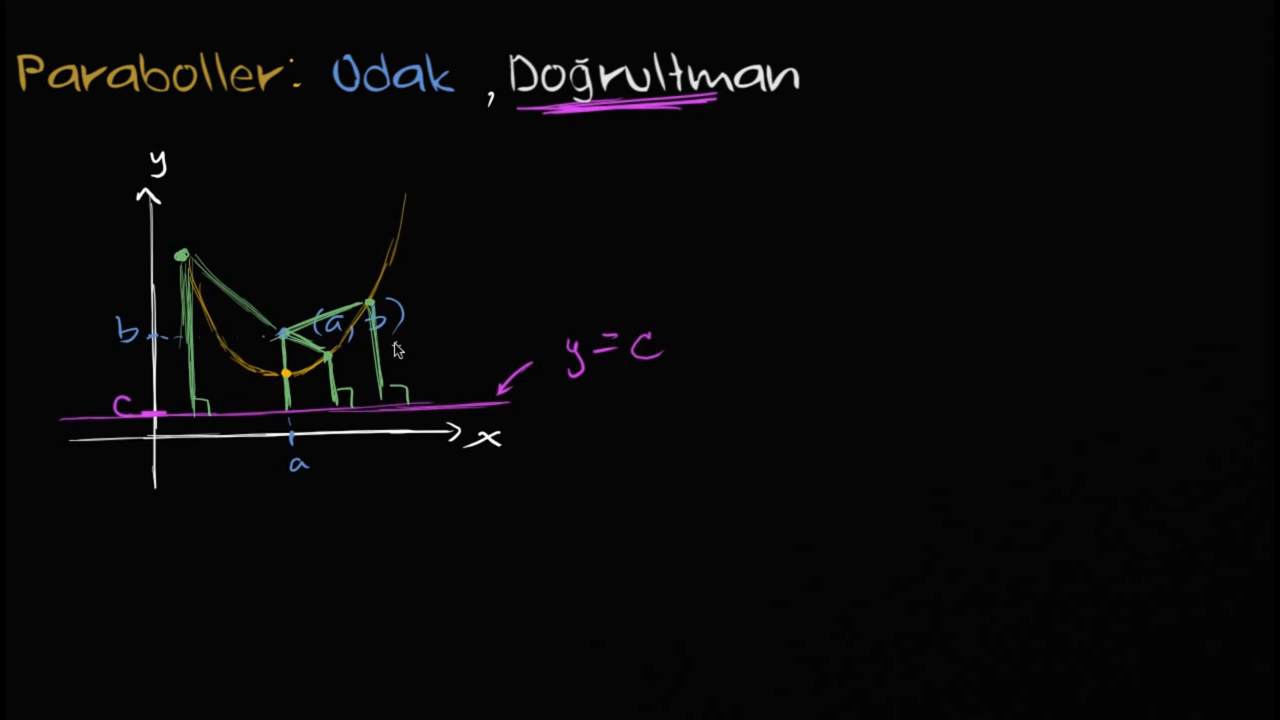 Paraboller: Odak, Doğrultman
y
b
(a, b)
y = c
c
x
a